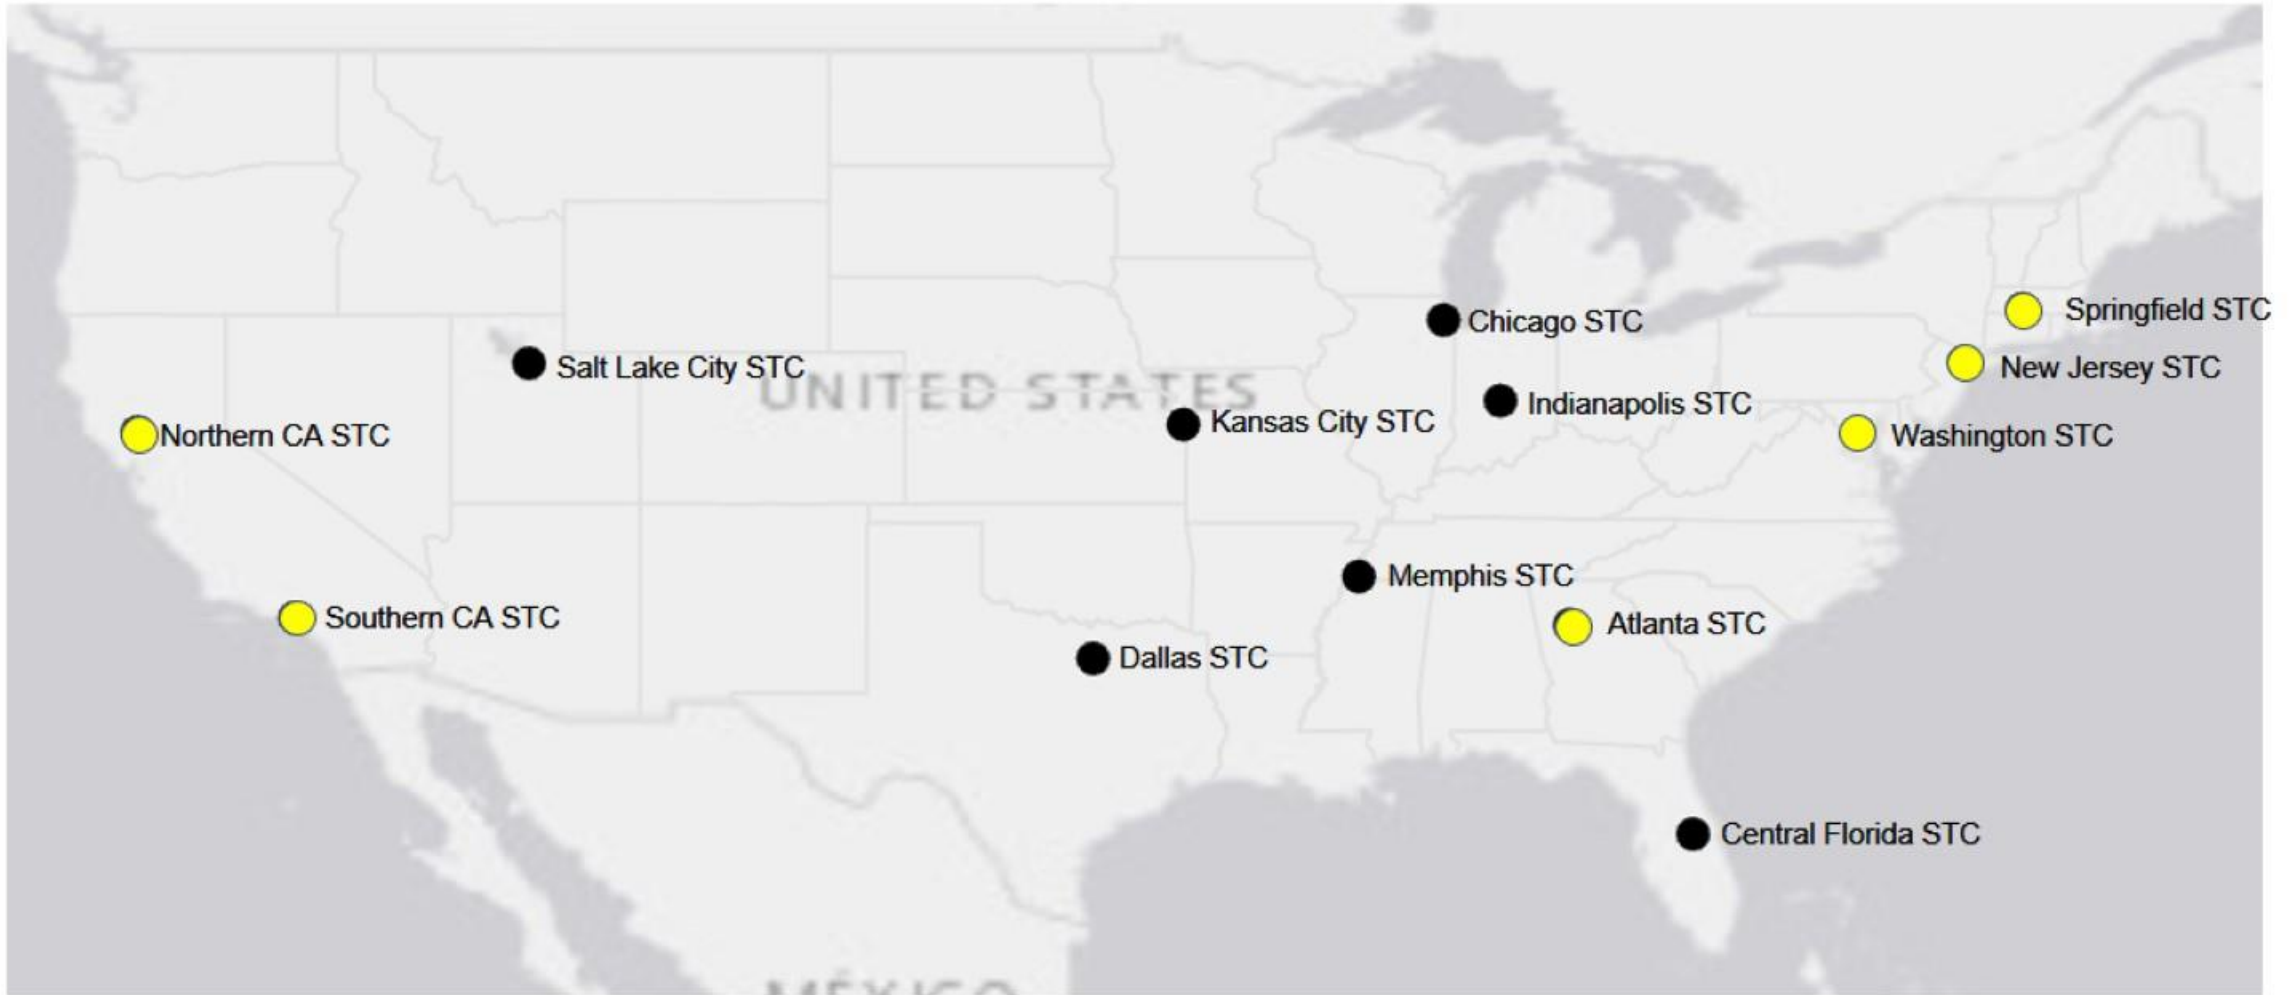 Springfield STC
Chicago STC
New Jersey STC
Salt Lake City STC
UNITED STATES
Indianapolis STC
Kansas City STC
Northern CA STC
Washington STC
Memphis STC
Southern CA STC
Atlanta STC
Dallas STC
Central Florida STC
MÉXICO